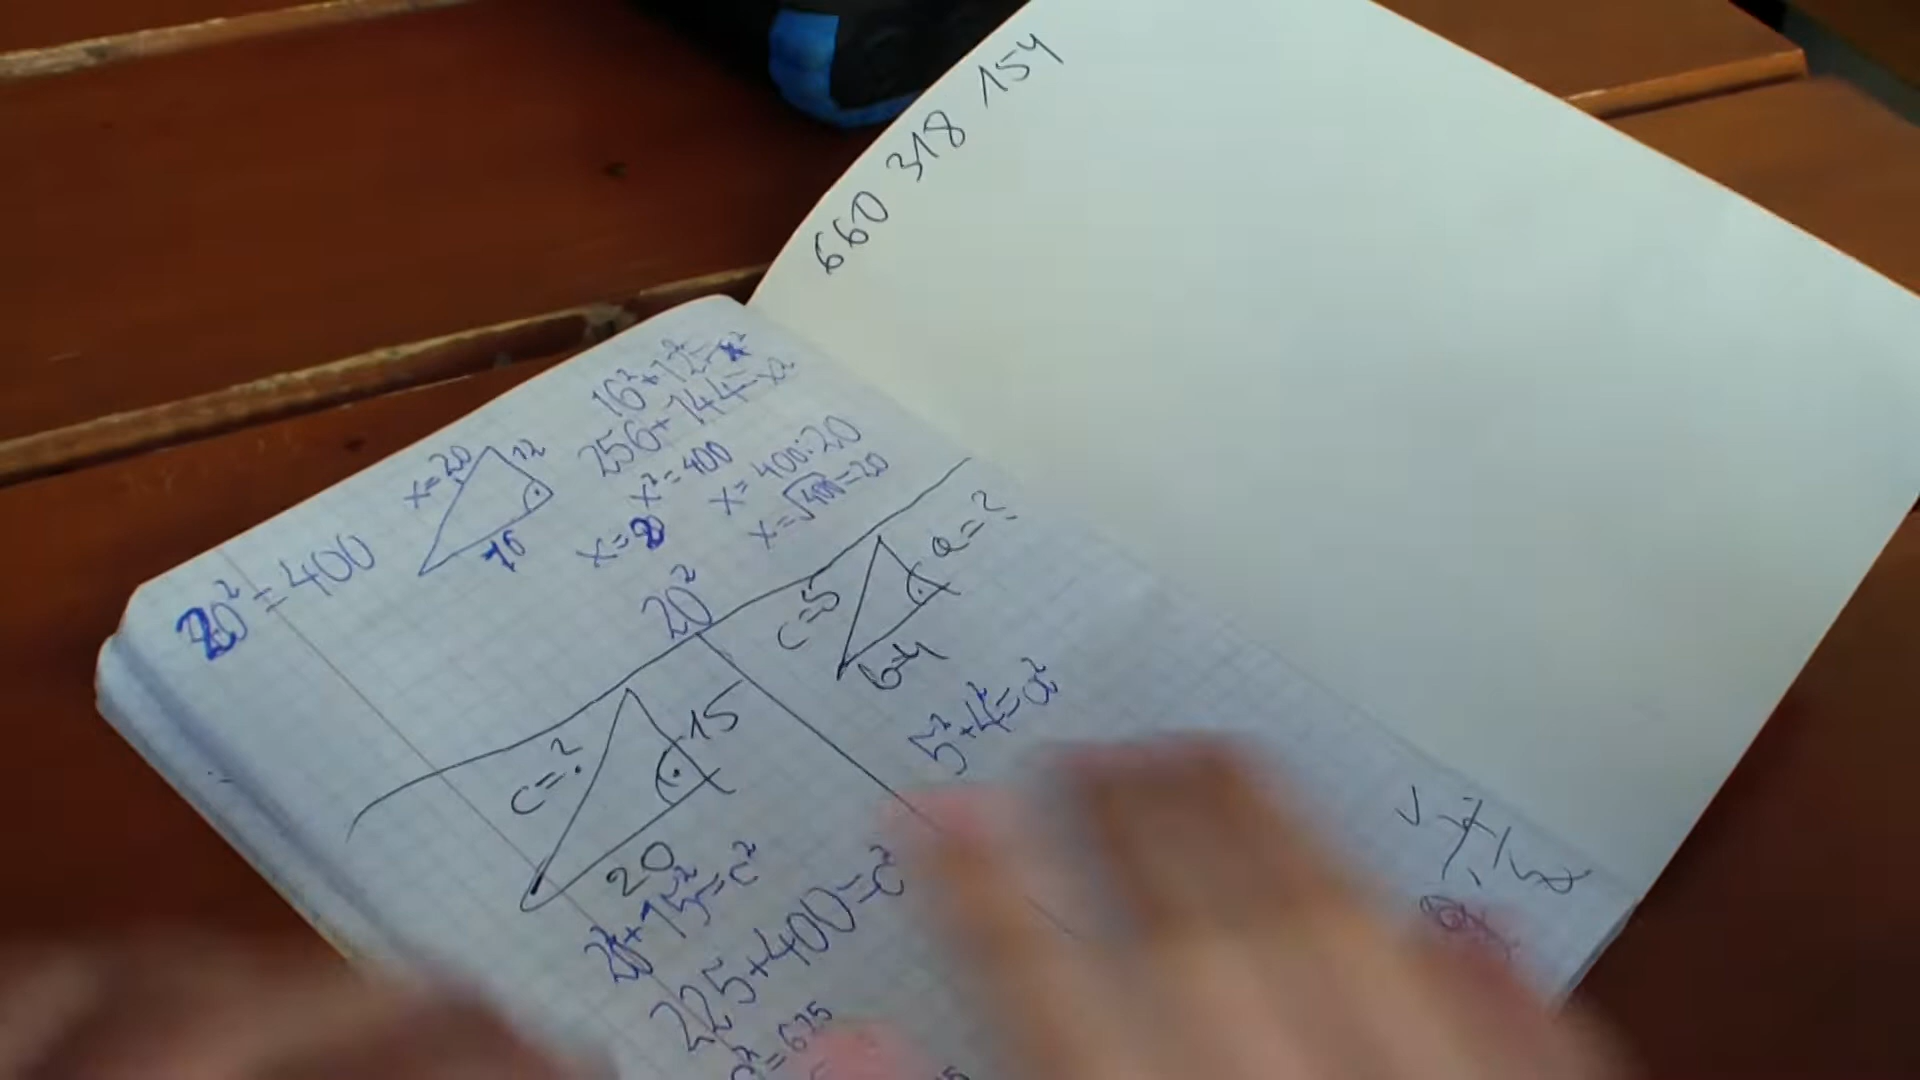 660 318 154
16²+12²=x²
256+144=x²
x²=400
x=400:20
x=√400=20
x=20
12
16
20²=400
20²
c=5
a=?
b=4
5²+4²=a²
c=?
15
20
20²+15²=c²
225+400=c²
c²=625